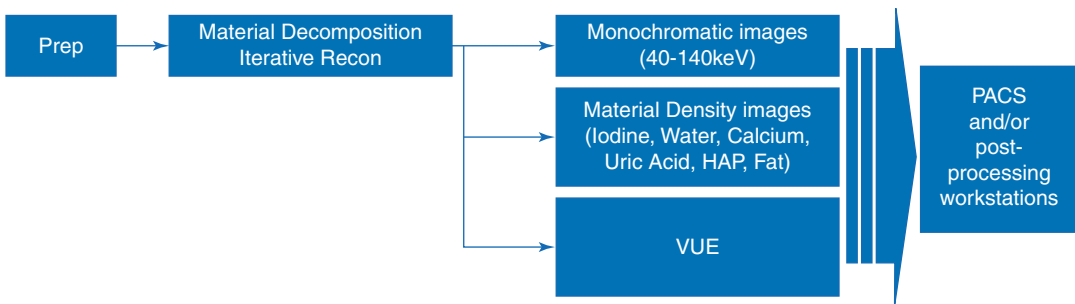 Prep
Material Decomposition
Iterative Recon
Monochromatic images
(40-140keV)
Material Density images
(Iodine, Water, Calcium,
Uric Acid, HAP, Fat)
VUE
PACS
and/or
post-
processing
workstations